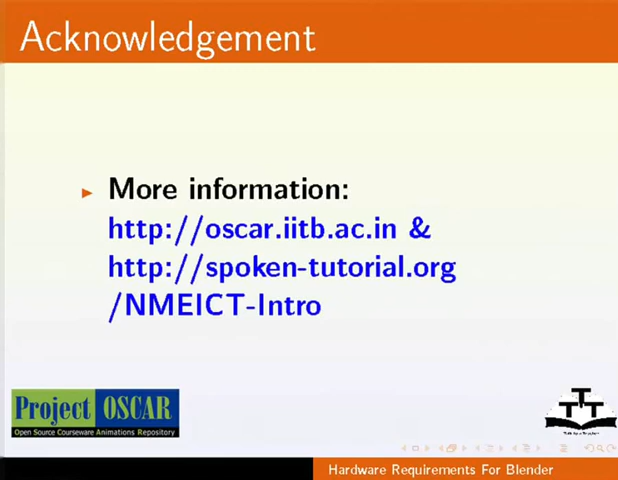 Acknowledgement
More information:
http://oscar.iitb.ac.in &
http://spoken-tutorial.org
/NMEICT-Intro
Project OSCAR
Open Source Courseware Animations Repository
TTT
Hardware Requirements For Blender